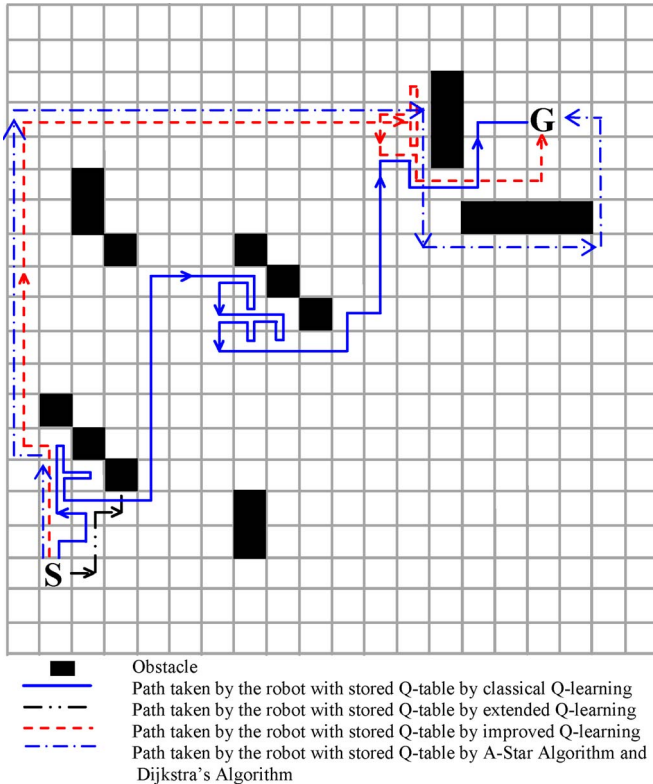 G
S
Obstacle
Path taken by the robot with stored Q-table by classical Q-learning
Path taken by the robot with stored Q-table by extended Q-learning
Path taken by the robot with stored Q-table by improved Q-learning
Path taken by the robot with stored Q-table by A-Star Algorithm and
Dijkstra's Algorithm